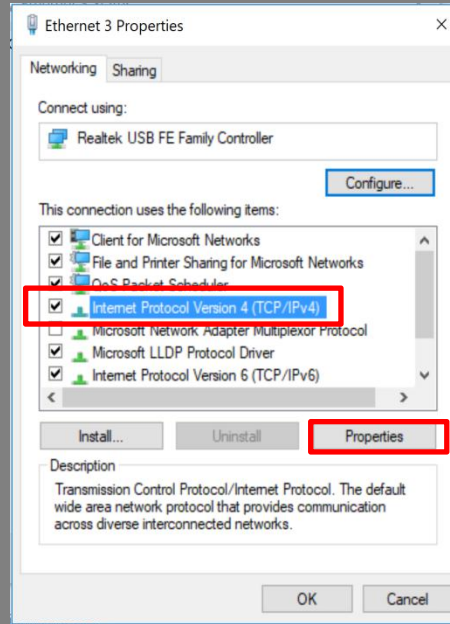 Ethernet 3 Properties
Networking
Sharing
Connect using:
Realtek USB FE Family Controller
Configure...
This connection uses the following items:
Client for Microsoft Networks
File and Printer Sharing for Microsoft Networks
QoS Packet Scheduler
Internet Protocol Version 4 (TCP/IPv4)
Microsoft Network Adapter Multiplexor Protocol
Microsoft LLDP Protocol Driver
Internet Protocol Version 6 (TCP/IPv6)
Install...
Uninstall
Properties
Description
Transmission Control Protocol/Internet Protocol. The default
wide area network protocol that provides communication
across diverse interconnected networks.
OK
Cancel